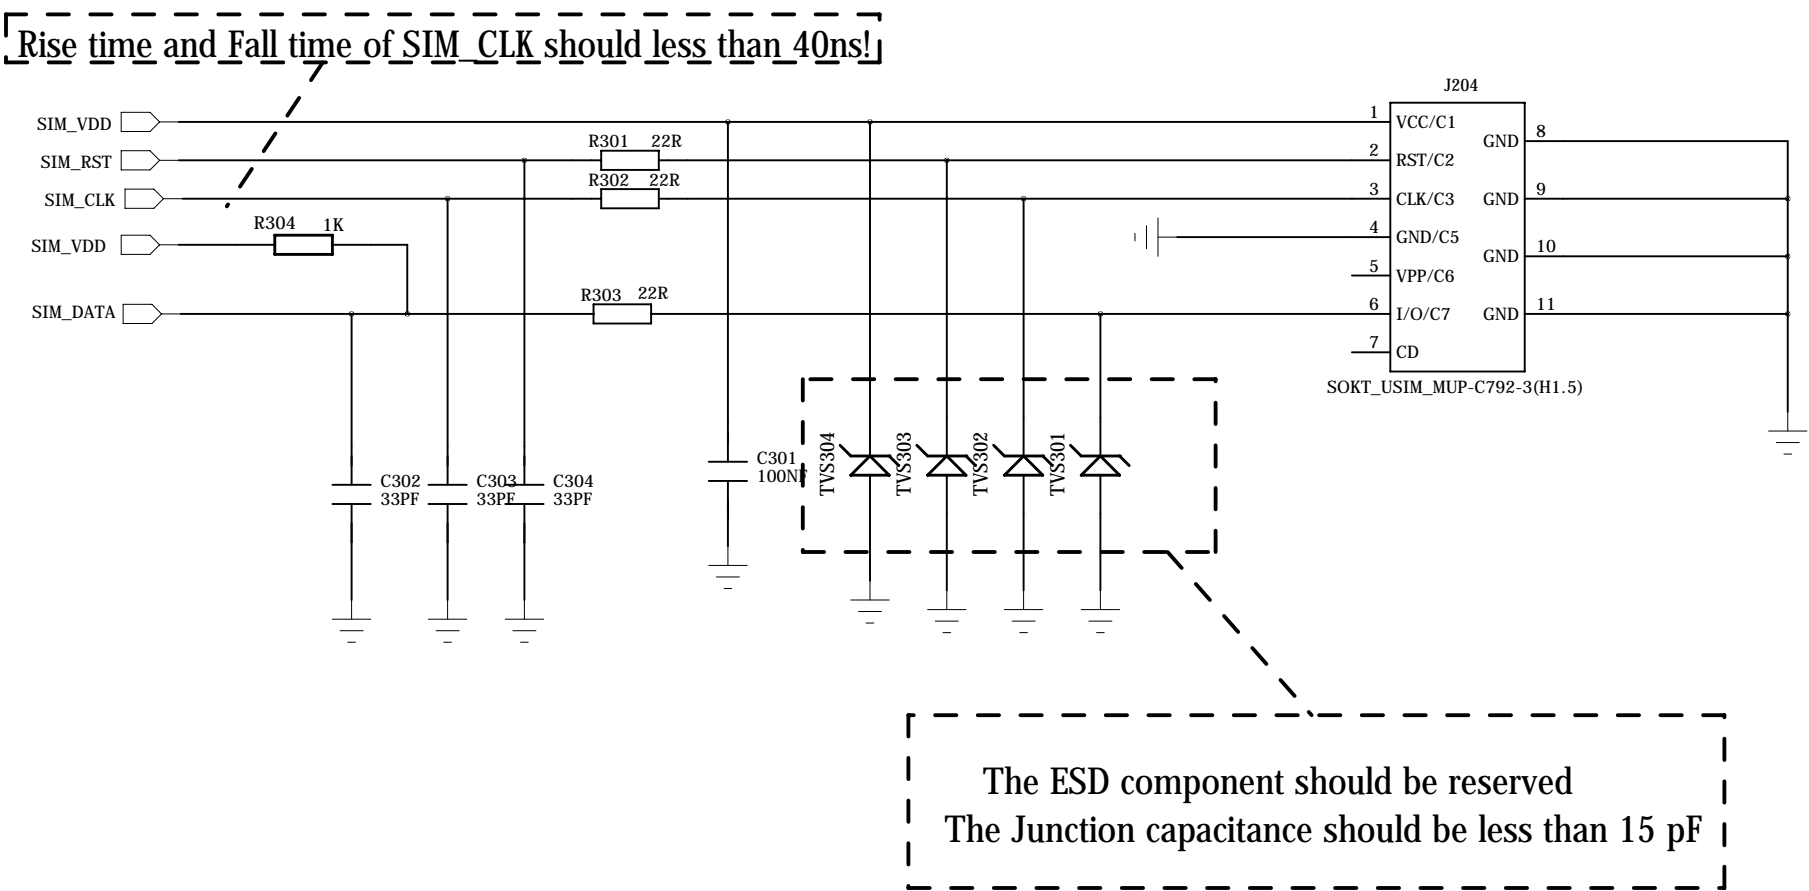 Rise time and Fall time of SIM_CLK should less than 40ns!
J204
SIM_VDD
1
VCC/C1
GND
8
R301 22R
SIM_RST
2
RST/C2
R302 22R
SIM_CLK
3
CLK/C3
GND
9
R304 1K
SIM_VDD
4
GND/C5
GND
10
5
VPP/C6
R303 22R
SIM_DATA
6
I/O/C7
GND
11
7
CD
SOKT_USIM_MUP-C792-3(H1.5)
TVS304
TVS303
TVS302
TVS301
C301
100NF
C302
33PF
C303
33PF
C304
33PF
The ESD component should be reserved
The Junction capacitance should be less than 15 pF